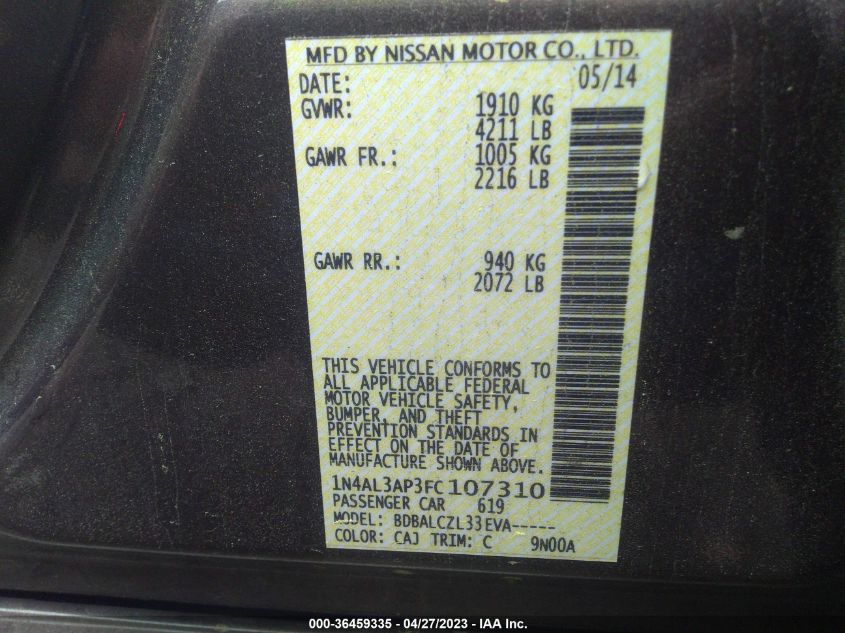 MFD BY NISSAN MOTOR CO., LTD.
DATE: 05/14
GVWR: 1910 KG
4211 LB
GAWR FR.: 1005 KG
2216 LB
GAWR RR.: 940 KG
2072 LB
THIS VEHICLE CONFORMS TO
ALL APPLICABLE FEDERAL
MOTOR VEHICLE SAFETY,
BUMPER, AND THEFT
PREVENTION STANDARDS IN
EFFECT ON THE DATE OF
MANUFACTURE SHOWN ABOVE.
1N4AL3AP3FC107310
PASSENGER CAR 619
MODEL: BDBALCZL33EVA-----
COLOR: CAJ TRIM: C 9N00A
000-36459335 - 04/27/2023 - IAA Inc.